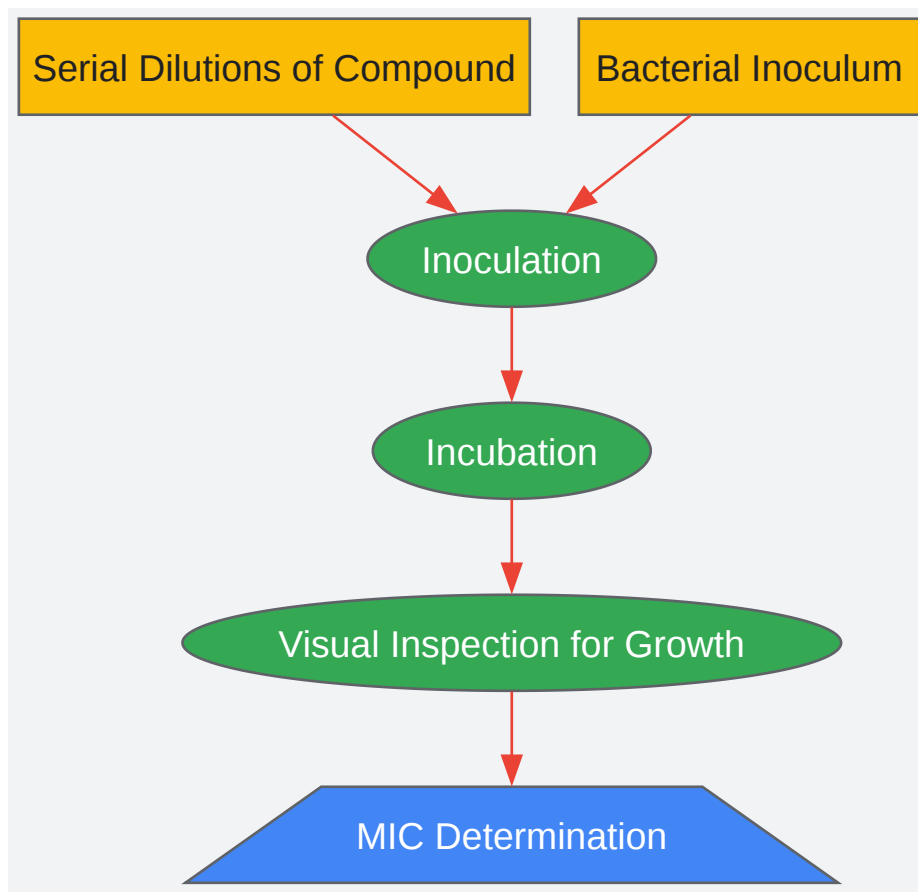 Serial Dilutions of Compound
Bacterial Inoculum
Inoculation
Incubation
Visual Inspection for Growth
MIC Determination